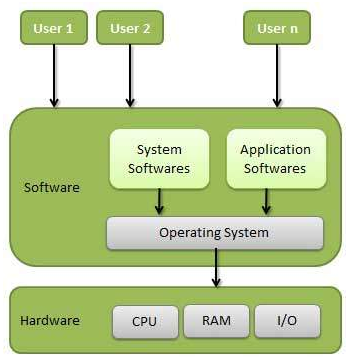 User 1
User 2
User n
System
Softwares
Application
Softwares
Software
Operating System
Hardware
CPU
RAM
I/O